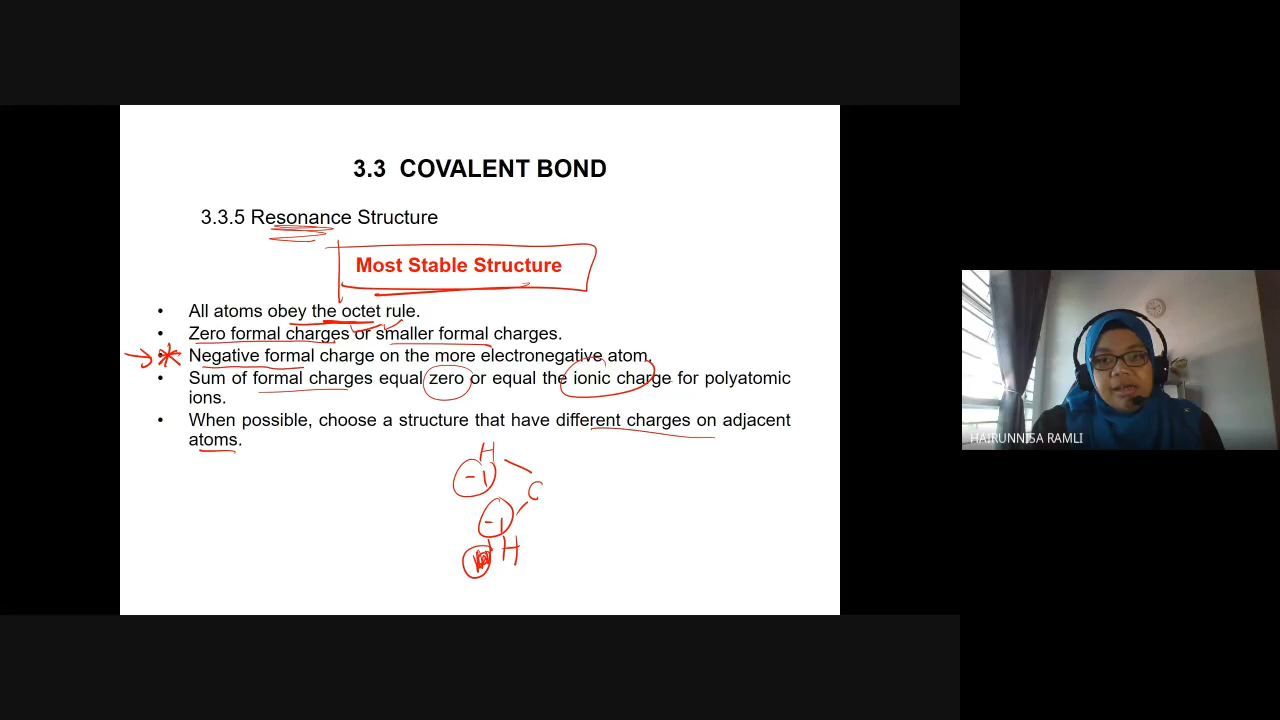 3.3 COVALENT BOND
3.3.5 Resonance Structure
Most Stable Structure
• All atoms obey the octet rule.
• Zero formal charges or smaller formal charges.
• Negative formal charge on the more electronegative atom.
• Sum of formal charges equal zero or equal the ionic charge for polyatomic
ions.
• When possible, choose a structure that have different charges on adjacent
atoms.
H
-1
C
-1
H
HAIRUNNISA RAMLI